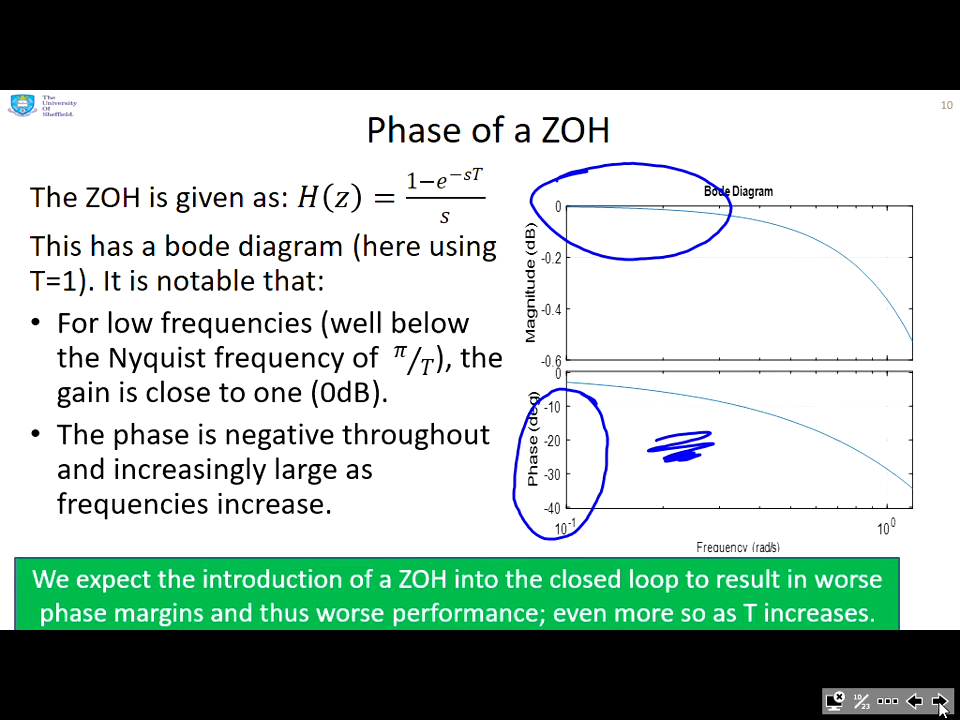 The
University
Of
Sheffield.
10
Phase of a ZOH
The ZOH is given as: H(z) = 1−e^{−sT} / s
This has a bode diagram (here using
T=1). It is notable that:
• For low frequencies (well below
the Nyquist frequency of π/T), the
gain is close to one (0dB).
• The phase is negative throughout
and increasingly large as
frequencies increase.
Bode Diagram
Magnitude (dB)
0
-0.2
-0.4
-0.6
Phase (deg)
0
-10
-20
-30
-40
10^{-1}
10^{0}
Frequency (rad/s)
We expect the introduction of a ZOH into the closed loop to result in worse
phase margins and thus worse performance; even more so as T increases.
10/23